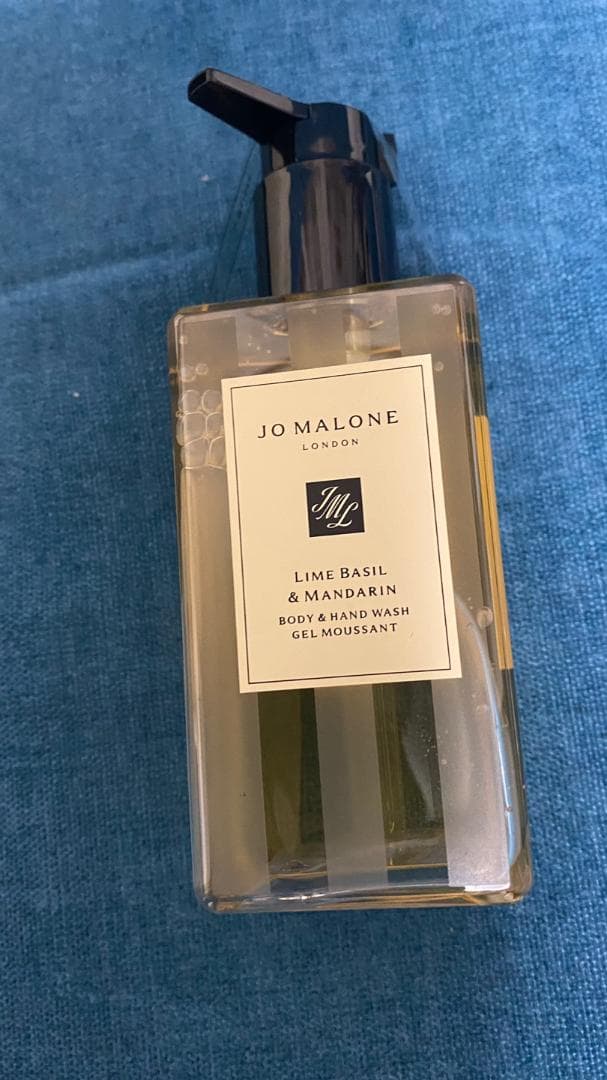 JO MALONE
LONDON
JML
LIME BASIL
& MANDARIN
BODY & HAND WASH
GEL MOUSSANT